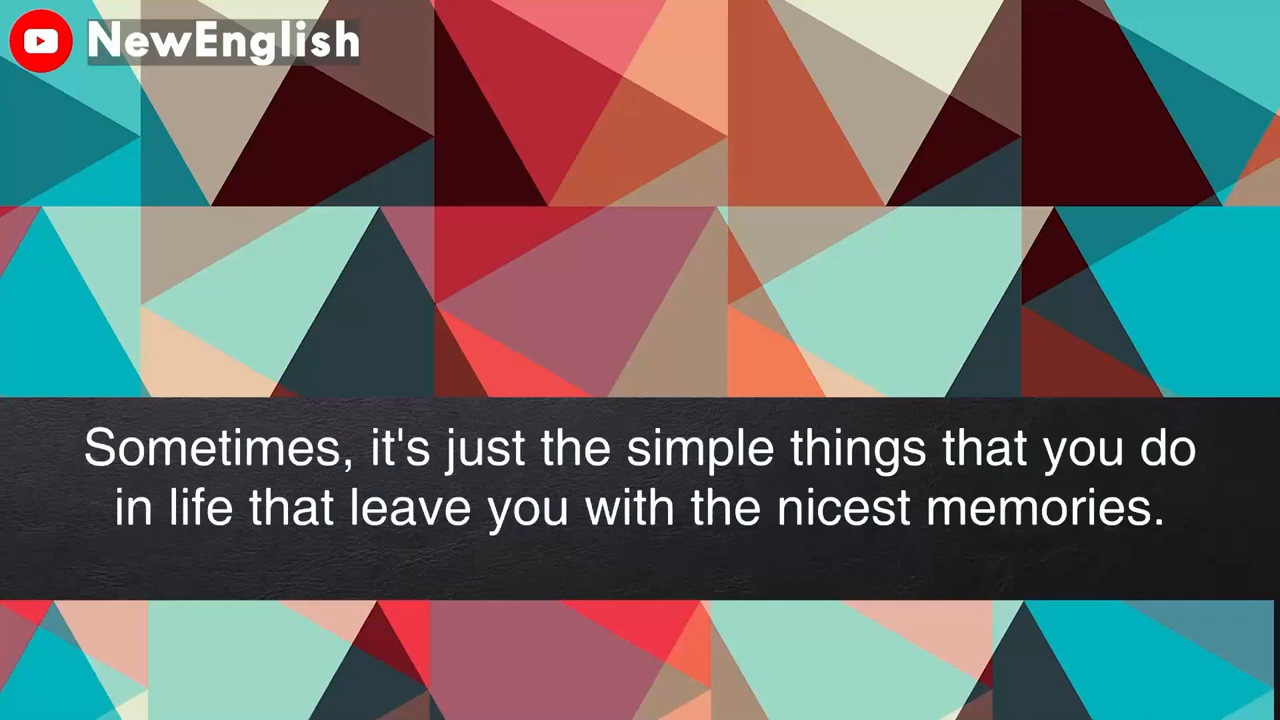 NewEnglish
Sometimes, it's just the simple things that you do
in life that leave you with the nicest memories.